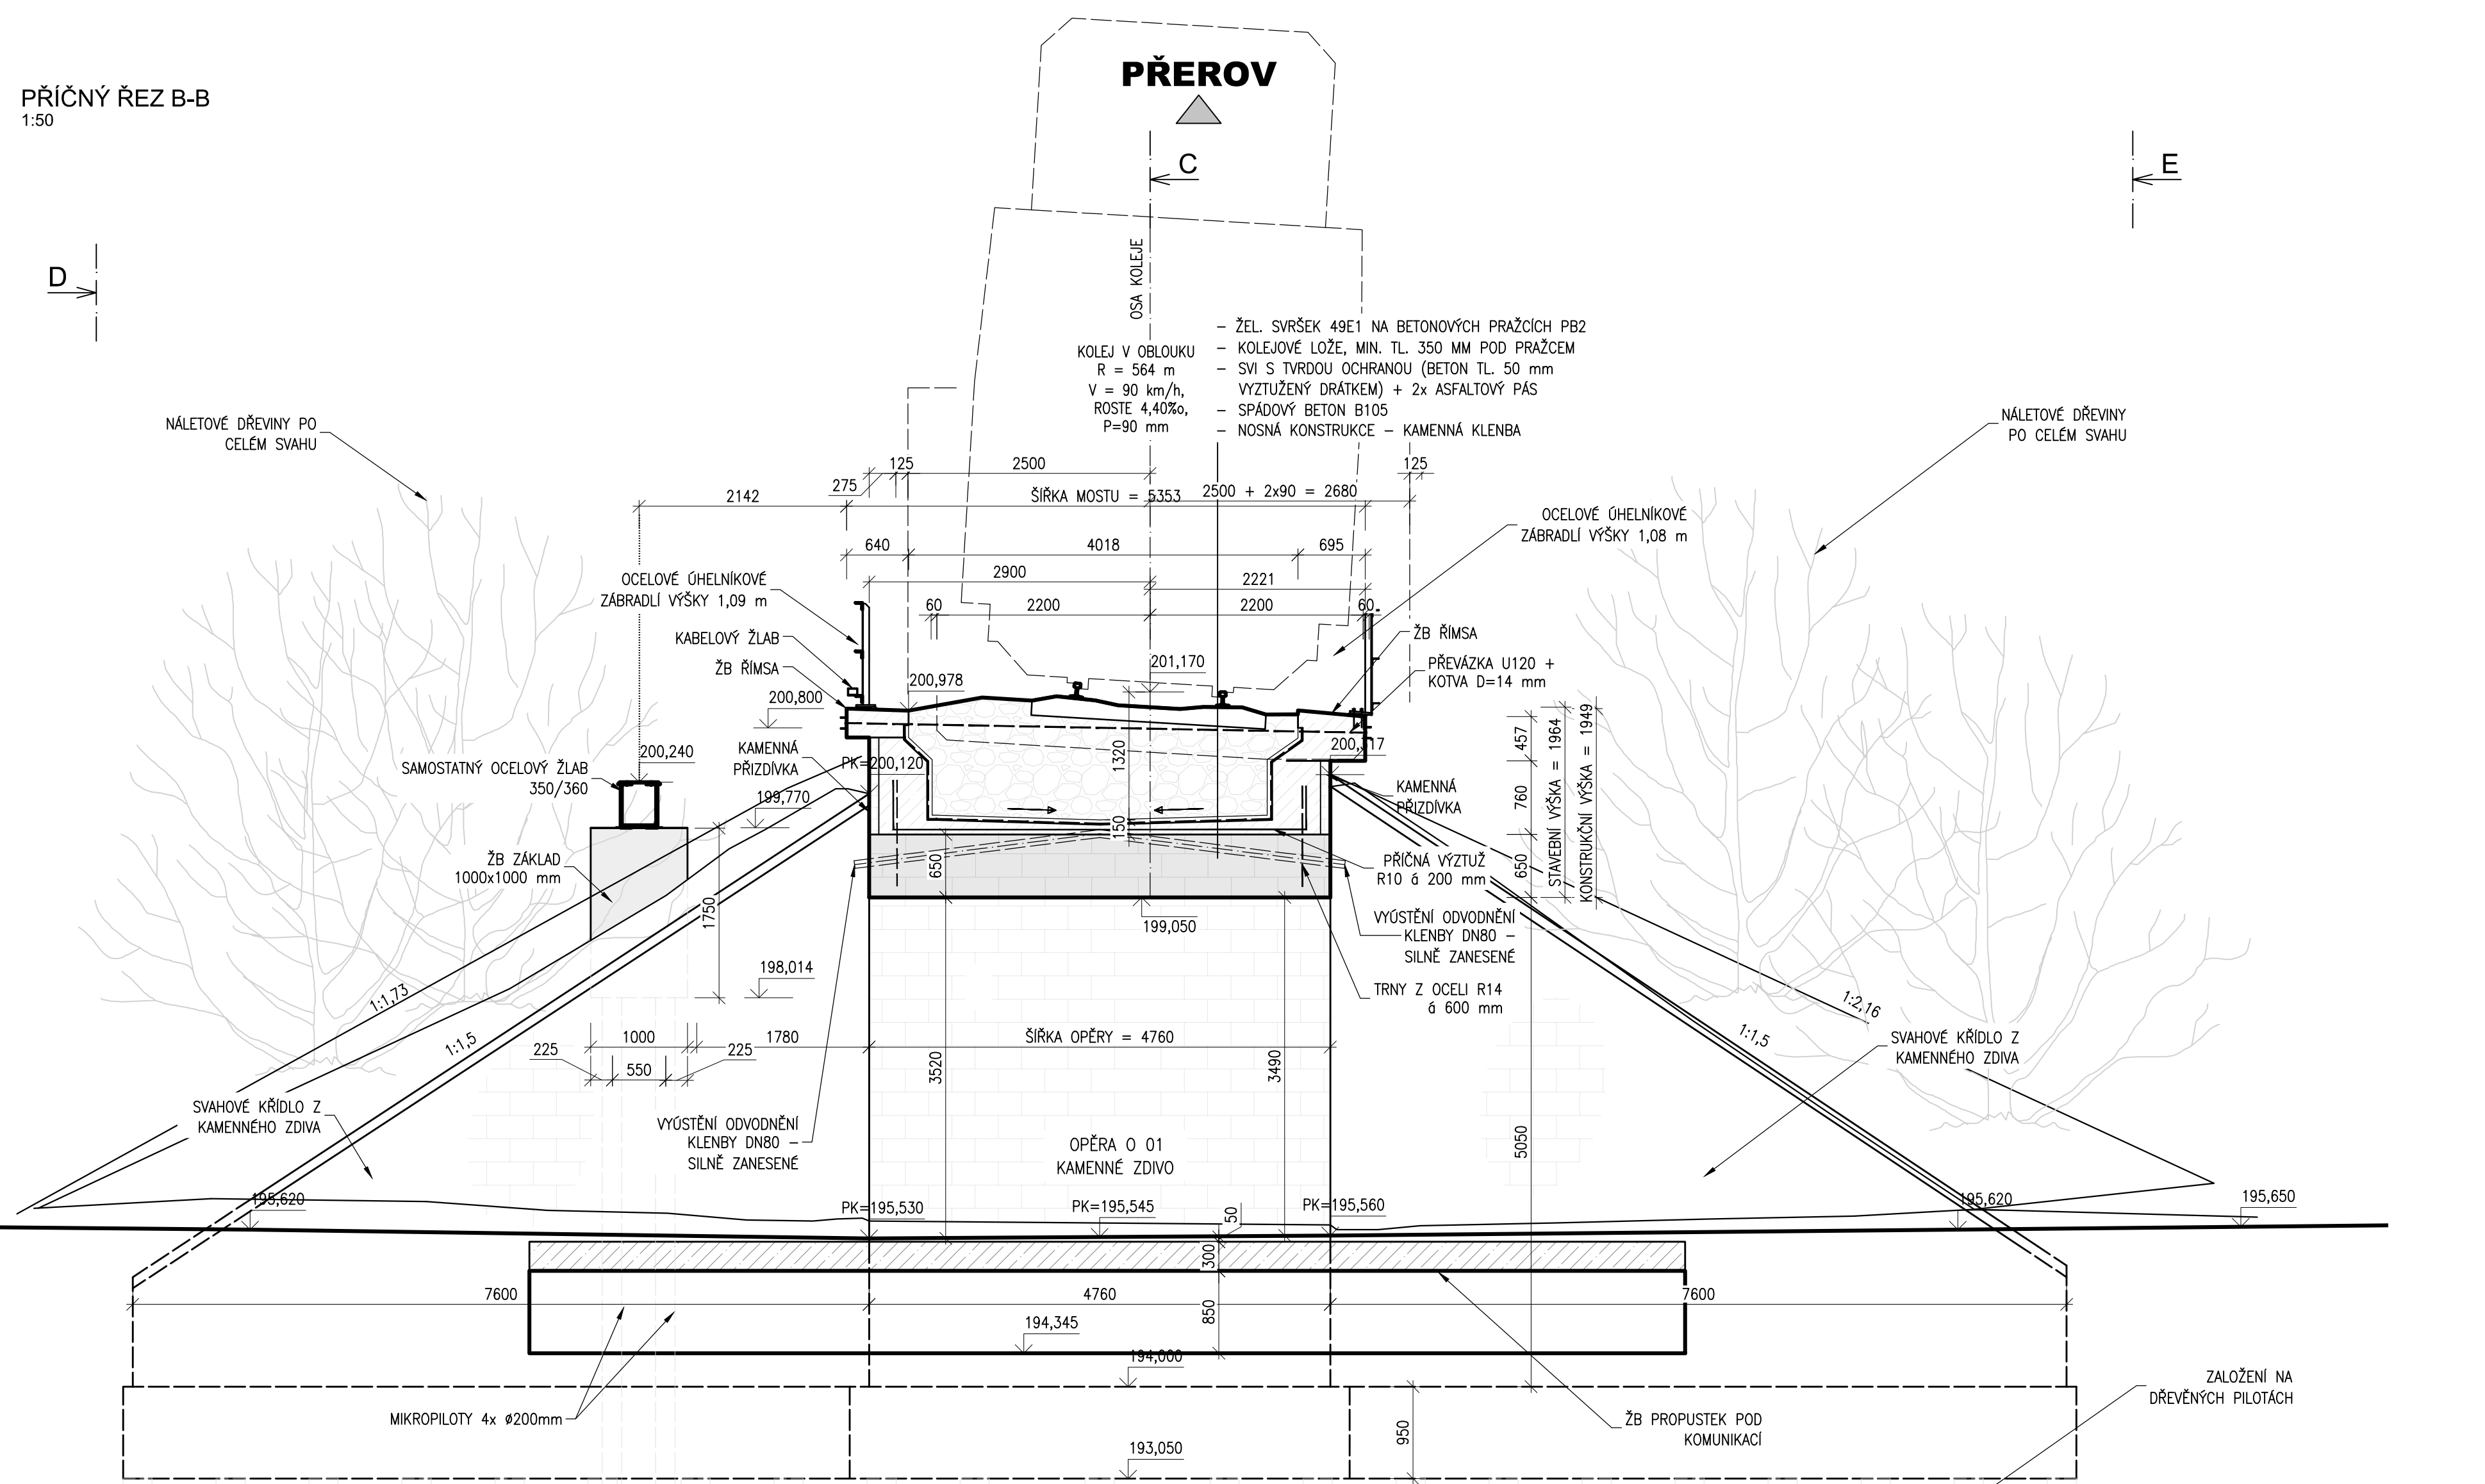 PŘEROV
PŘÍČNÝ ŘEZ B-B
1:50
C
E
D
OSA KOLEJE
KOLEJ V OBLOUKU
R = 564 m
V = 90 km/h,
ROSTE 4,40‰,
P=90 mm
– ŽEL. SVRŠEK 49E1 NA BETONOVÝCH PRAŽCÍCH PB2
– KOLEJOVÉ LOŽE, MIN. TL. 350 MM POD PRAŽCEM
– SVI S TVRDOU OCHRANOU (BETON TL. 50 mm
VYZTUŽENÝ DRÁTKEM) + 2x ASFALTOVÝ PÁS
– SPÁDOVÝ BETON B105
– NOSNÁ KONSTRUKCE – KAMENNÁ KLENBA
NÁLETOVÉ DŘEVINY PO
CELÉM SVAHU
NÁLETOVÉ DŘEVINY
PO CELÉM SVAHU
125
2500
125
275
2142
ŠÍŘKA MOSTU = 5353
2500 + 2x90 = 2680
OCELOVÉ ÚHELNÍKOVÉ
ZÁBRADLÍ VÝŠKY 1,08 m
640
4018
695
OCELOVÉ ÚHELNÍKOVÉ
ZÁBRADLÍ VÝŠKY 1,09 m
2900
2221
60
2200
2200
60
KABELOVÝ ŽLAB
ŽB ŘÍMSA
ŽB ŘÍMSA
PŘEVÁZKA U120 +
KOTVA D=14 mm
201,170
200,978
200,800
200,317
200,240
KAMENNÁ
PŘIZDÍVKA
PK=200,120
SAMOSTATNÝ OCELOVÝ ŽLAB
350/360
199,770
1320
150
KAMENNÁ
PŘIZDÍVKA
457
760
650
STAVEBNÍ VÝŠKA = 1964
KONSTRUKČNÍ VÝŠKA = 1949
ŽB ZÁKLAD
1000x1000 mm
650
1750
PŘÍČNÁ VÝZTUŽ
R10 á 200 mm
199,050
VYÚSTĚNÍ ODVODNĚNÍ
KLENBY DN80 –
SILNĚ ZANESENÉ
198,014
TRNY Z OCELI R14
á 600 mm
1:1,73
1:1,5
1:2,16
1:1,5
1000
1780
225
550
225
ŠÍŘKA OPĚRY = 4760
3520
3490
SVAHOVÉ KŘÍDLO Z
KAMENNÉHO ZDIVA
SVAHOVÉ KŘÍDLO Z
KAMENNÉHO ZDIVA
VYÚSTĚNÍ ODVODNĚNÍ
KLENBY DN80 –
SILNĚ ZANESENÉ
OPĚRA O 01
KAMENNÉ ZDIVO
5050
195,620
PK=195,530
PK=195,545
50
PK=195,560
195,620
195,650
300
7600
4760
7600
850
194,345
194,000
MIKROPILOTY 4x ø200mm
ŽB PROPUSTEK POD
KOMUNIKACÍ
ZALOŽENÍ NA
DŘEVĚNÝCH PILOTÁCH
950
193,050